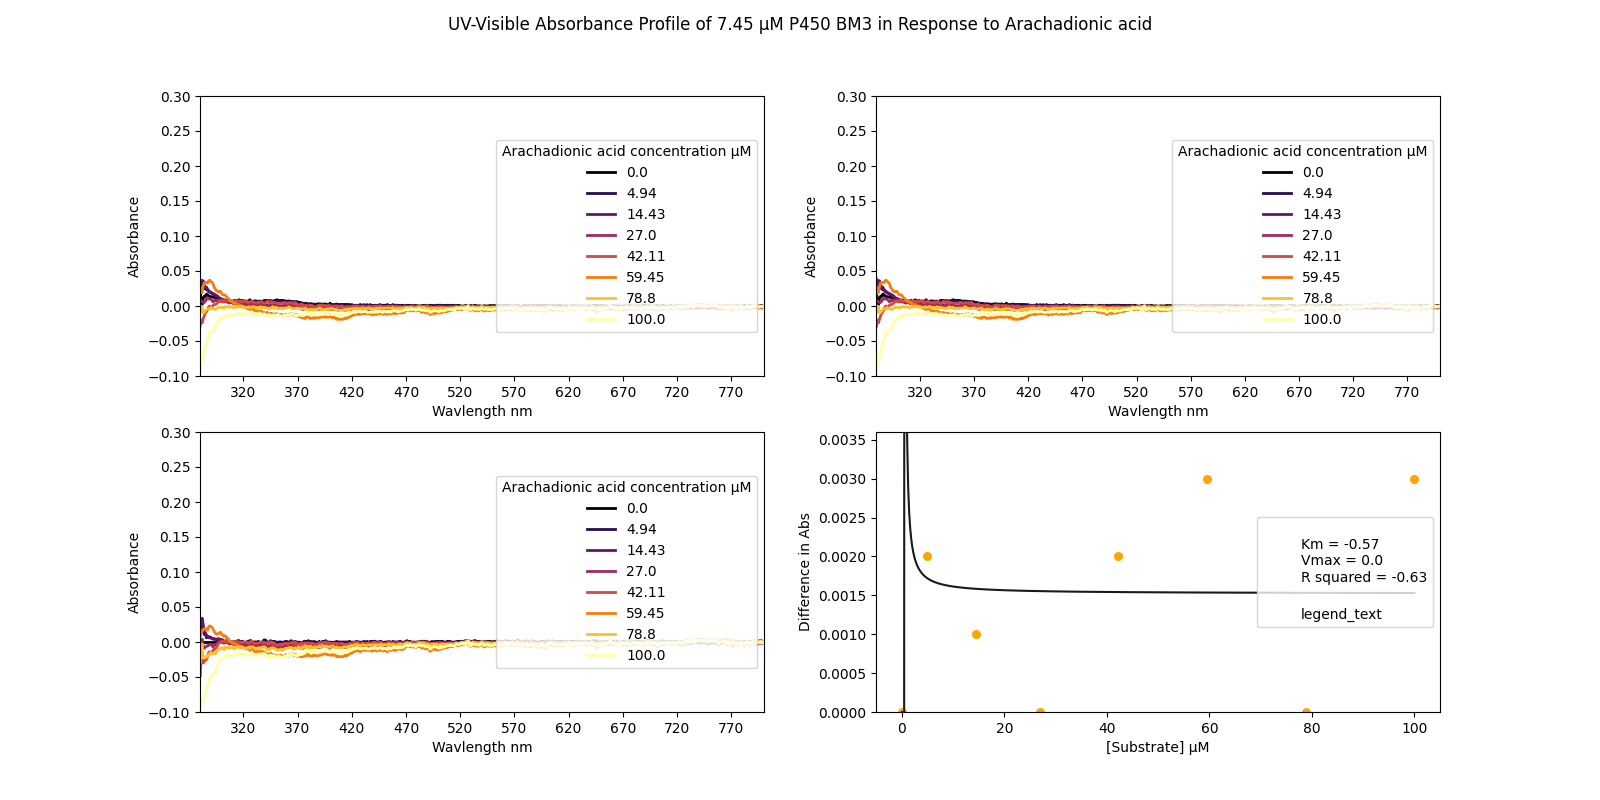 UV-Visible Absorbance Profile of 7.45 µM P450 BM3 in Response to Arachadionic acid
0.30
0.25
0.20
0.15
0.10
0.05
0.00
−0.05
−0.10
Absorbance
Arachadionic acid concentration µM
0.0
4.94
14.43
27.0
42.11
59.45
78.8
100.0
320 370 420 470 520 570 620 670 720 770
Wavlength nm
0.30
0.25
0.20
0.15
0.10
0.05
0.00
−0.05
−0.10
Absorbance
Arachadionic acid concentration µM
0.0
4.94
14.43
27.0
42.11
59.45
78.8
100.0
320 370 420 470 520 570 620 670 720 770
Wavlength nm
0.30
0.25
0.20
0.15
0.10
0.05
0.00
−0.05
−0.10
Absorbance
Arachadionic acid concentration µM
0.0
4.94
14.43
27.0
42.11
59.45
78.8
100.0
320 370 420 470 520 570 620 670 720 770
Wavlength nm
0.0035
0.0030
0.0025
0.0020
0.0015
0.0010
0.0005
0.0000
Difference in Abs
Km = -0.57
Vmax = 0.0
R squared = -0.63
legend_text
0 20 40 60 80 100
[Substrate] µM